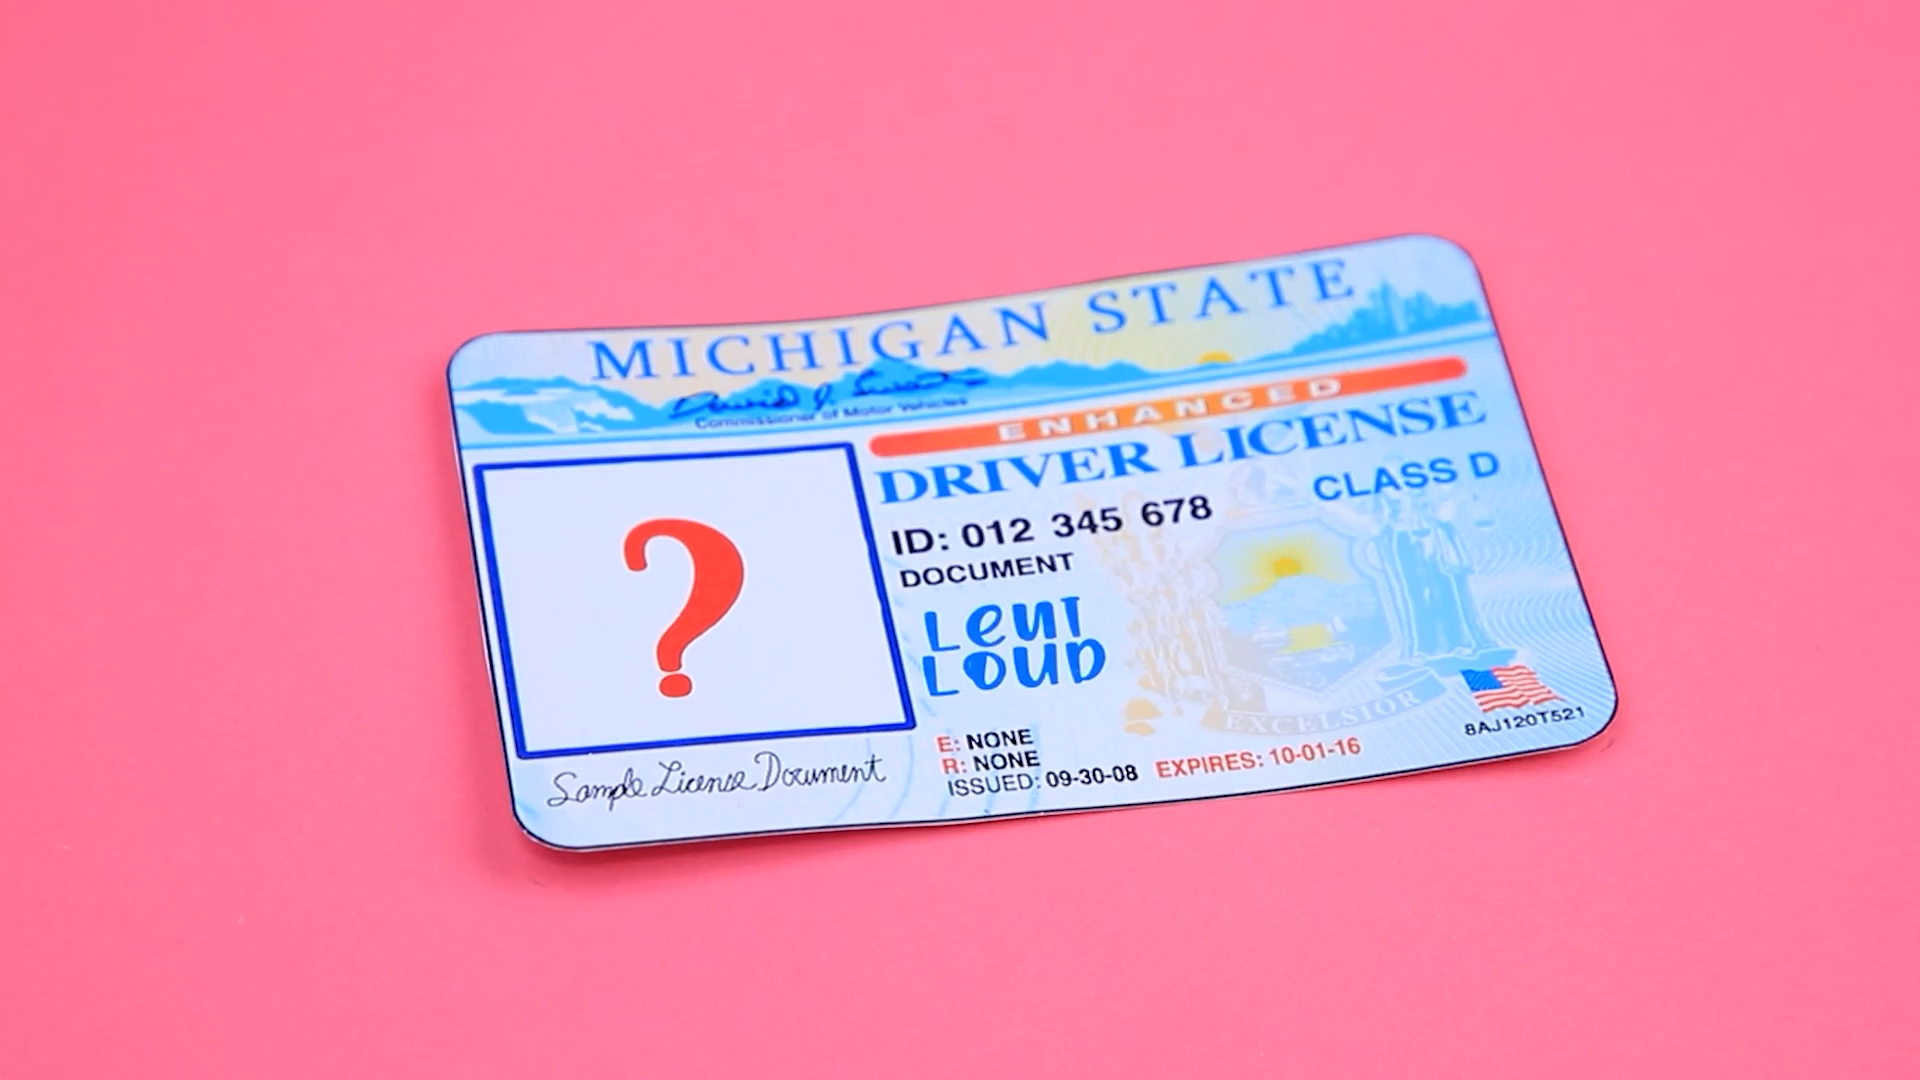 MICHIGAN STATE
Commissioner of Motor Vehicles
ENHANCED
DRIVER LICENSE
CLASS D
ID: 012 345 678
DOCUMENT
LENI
LOUD
?
EXCELSIOR
8AJ120T521
E: NONE
R: NONE
ISSUED: 09-30-08 EXPIRES: 10-01-16
Sample License Document